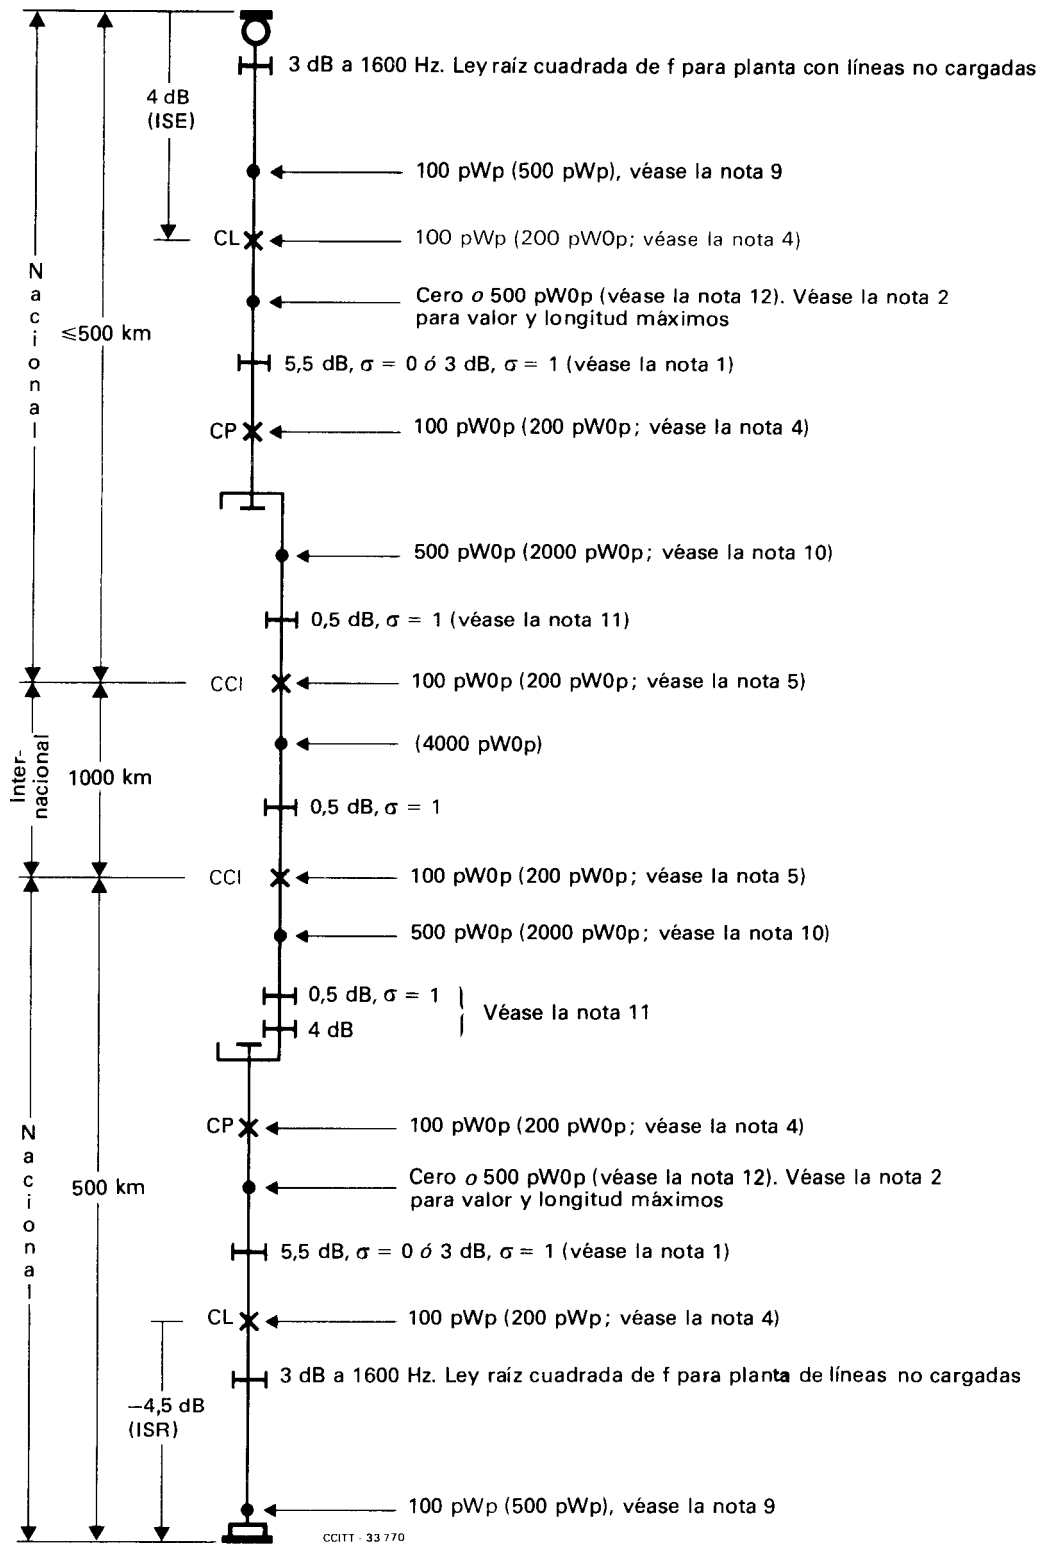 3 dB a 1600 Hz. Ley raíz cuadrada de f para planta con líneas no cargadas
4 dB
(ISE)
100 pWp (500 pWp), véase la nota 9
CL
100 pWp (200 pW0p; véase la nota 4)
Nacional
≤500 km
Cero o 500 pW0p (véase la nota 12). Véase la nota 2
para valor y longitud máximos
5,5 dB, σ = 0 ó 3 dB, σ = 1 (véase la nota 1)
CP
100 pW0p (200 pW0p; véase la nota 4)
500 pW0p (2000 pW0p; véase la nota 10)
0,5 dB, σ = 1 (véase la nota 11)
CCI
100 pW0p (200 pW0p; véase la nota 5)
Inter-
nacional
1000 km
(4000 pW0p)
0,5 dB, σ = 1
CCI
100 pW0p (200 pW0p; véase la nota 5)
500 pW0p (2000 pW0p; véase la nota 10)
0,5 dB, σ = 1
4 dB
Véase la nota 11
CP
100 pW0p (200 pW0p; véase la nota 4)
Nacional
500 km
Cero o 500 pW0p (véase la nota 12). Véase la nota 2
para valor y longitud máximos
5,5 dB, σ = 0 ó 3 dB, σ = 1 (véase la nota 1)
CL
100 pWp (200 pWp; véase la nota 4)
3 dB a 1600 Hz. Ley raíz cuadrada de f para planta de líneas no cargadas
−4,5 dB
(ISR)
100 pWp (500 pWp), véase la nota 9
CCITT - 33 770